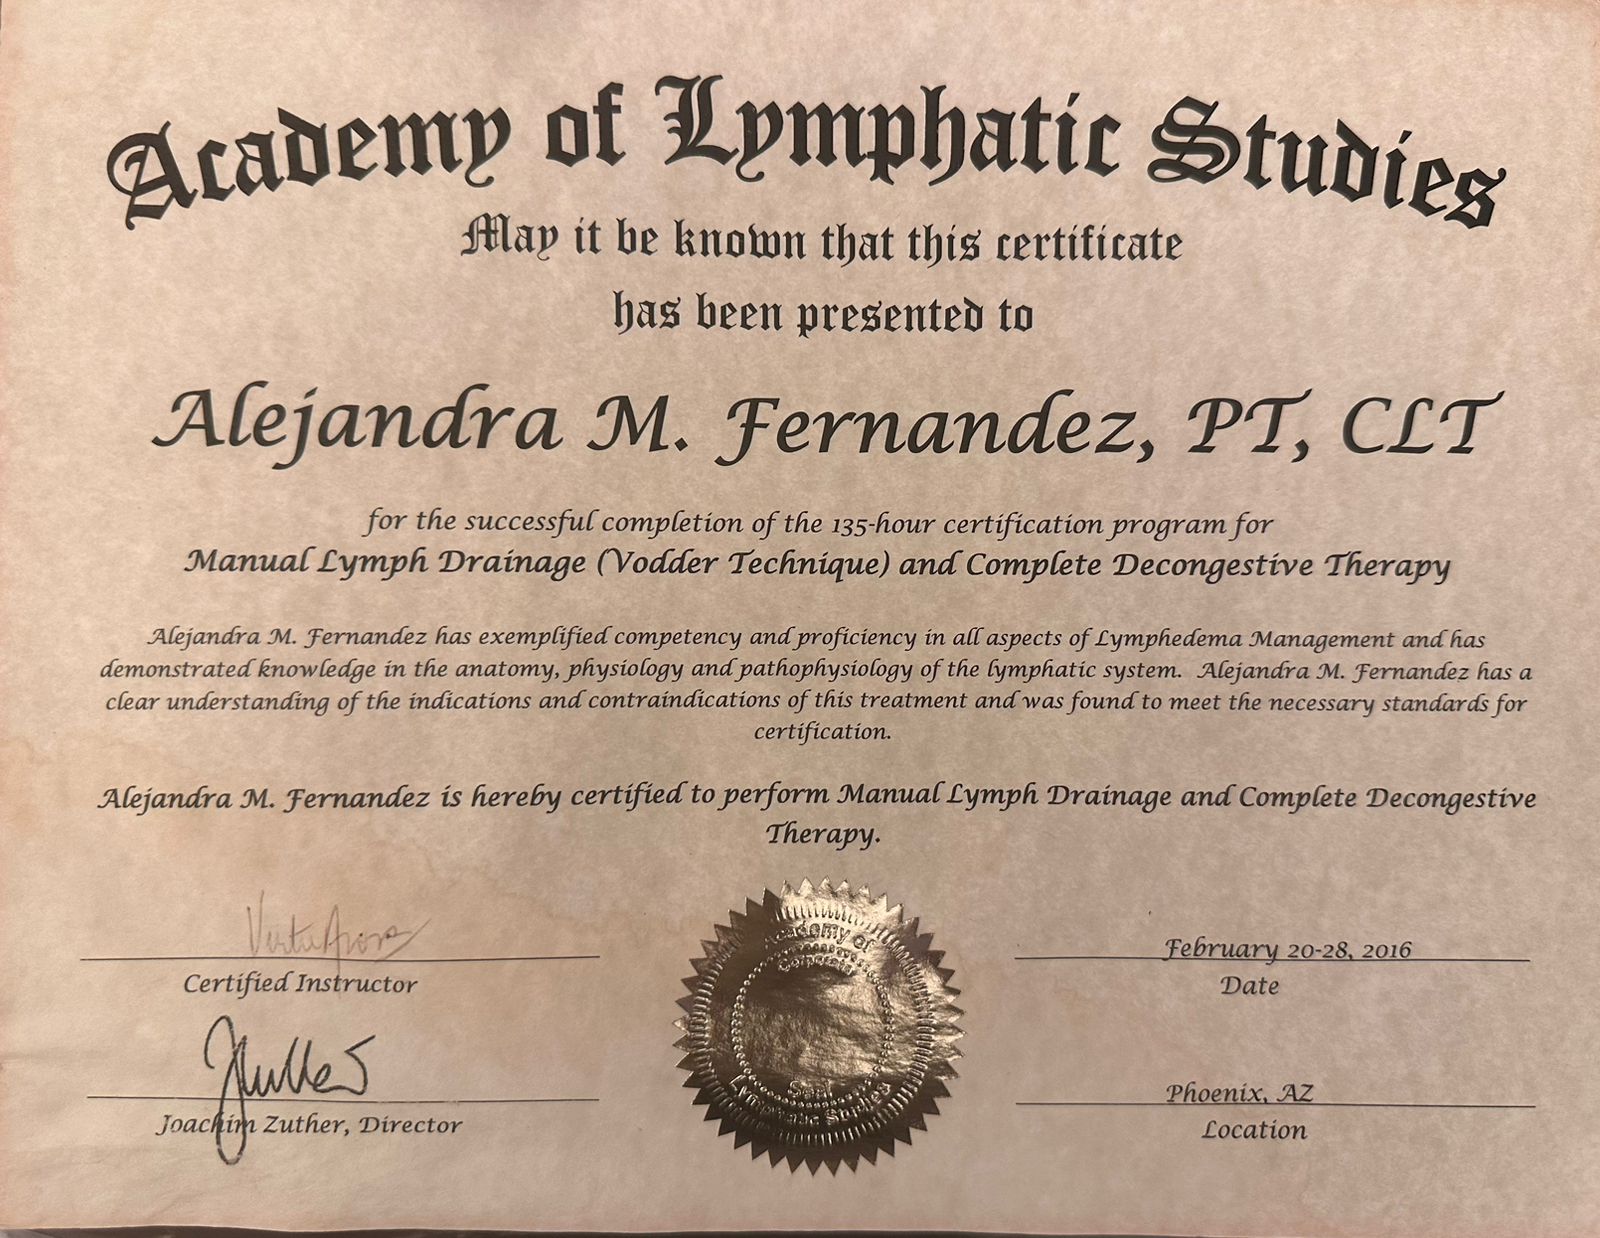 Academy of Lymphatic Studies
May it be known that this certificate
has been presented to
Alejandra M. Fernandez, PT, CLT
for the successful completion of the 135-hour certification program for
Manual Lymph Drainage (Vodder Technique) and Complete Decongestive Therapy
Alejandra M. Fernandez has exemplified competency and proficiency in all aspects of Lymphedema Management and has
demonstrated knowledge in the anatomy, physiology and pathophysiology of the lymphatic system. Alejandra M. Fernandez has a
clear understanding of the indications and contraindications of this treatment and was found to meet the necessary standards for
certification.
Alejandra M. Fernandez is hereby certified to perform Manual Lymph Drainage and Complete Decongestive
Therapy.
Certified Instructor
Joachim Zuther, Director
Academy of
Corporate
Seal
Lymphatic Studies
February 20-28, 2016
Date
Phoenix, AZ
Location